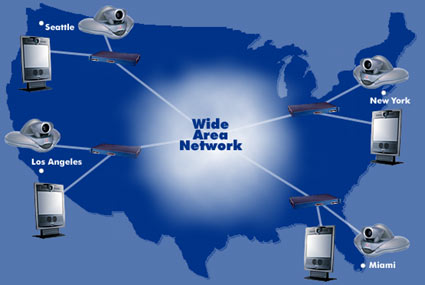 Seattle
New York
Wide
Area
Network
Los Angeles
Miami